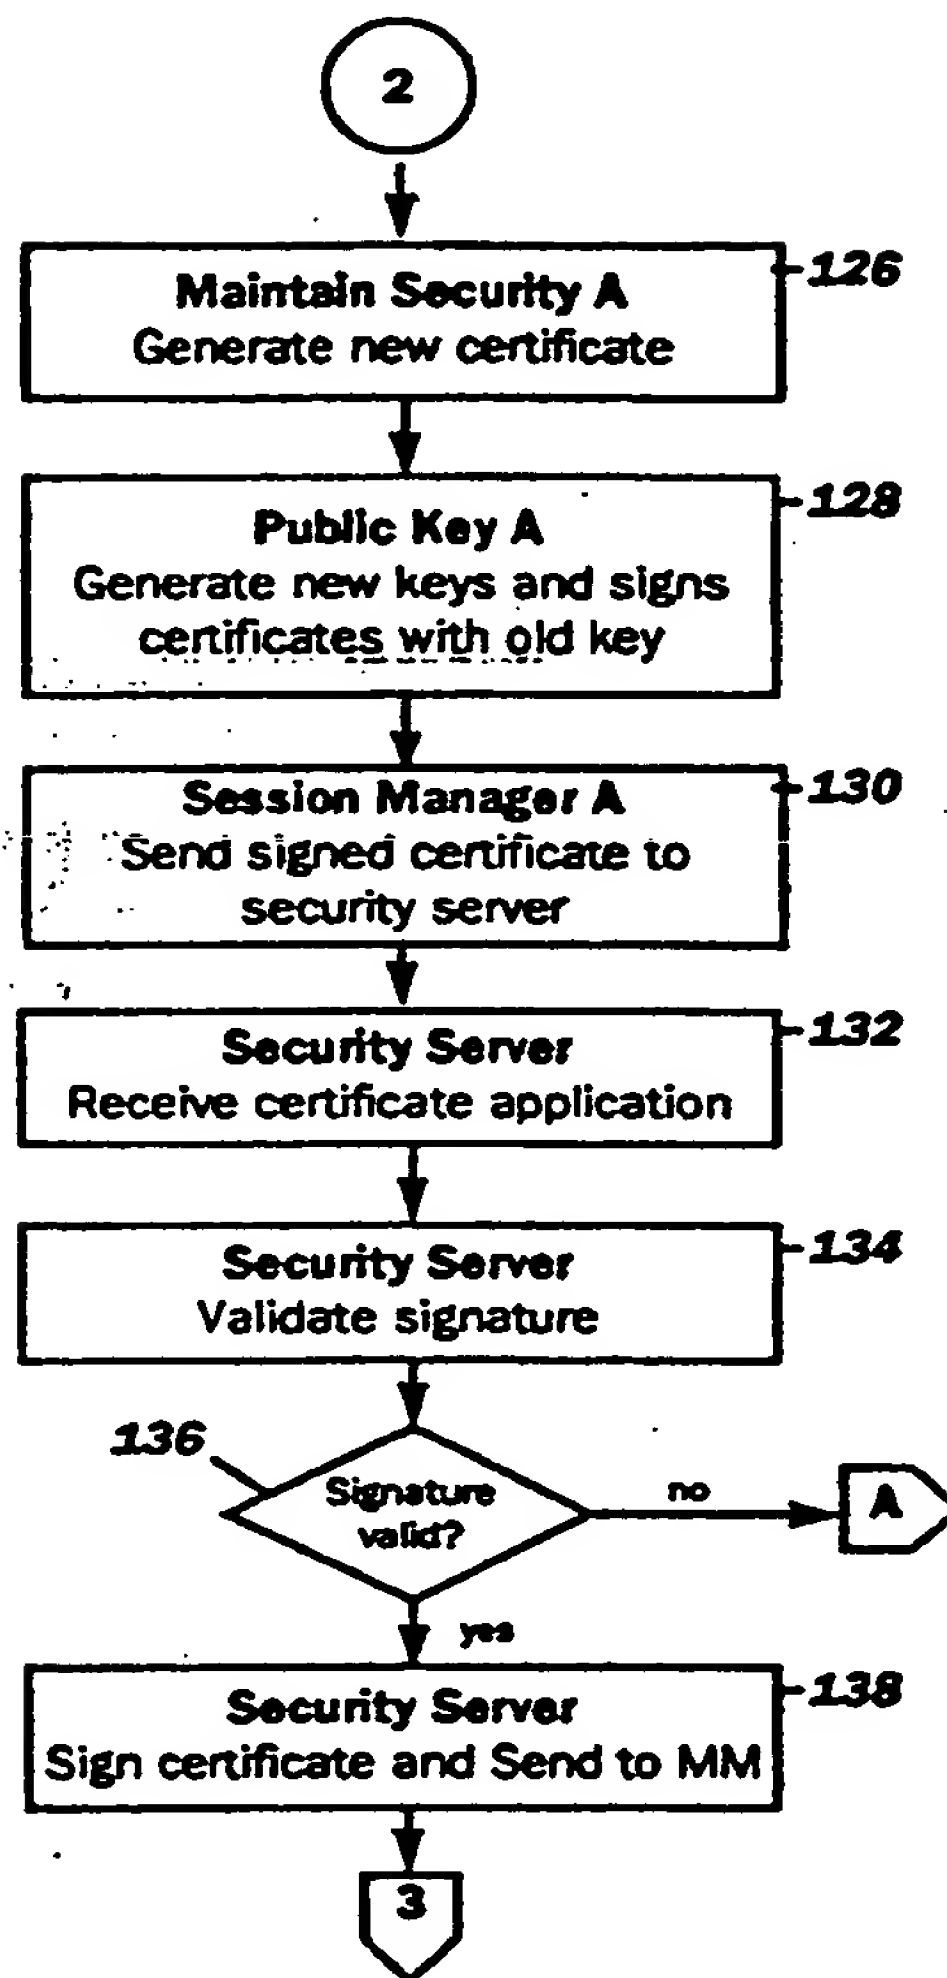 2
126
Maintain Security A
Generate new certificate
128
Public Key A
Generate new keys and signs
certificates with old key
130
Session Manager A
Send signed certificate to
security server
132
Security Server
Receive certificate application
134
Security Server
Validate signature
136
Signature
valid?
no
A
yes
138
Security Server
Sign certificate and Send to MM
3